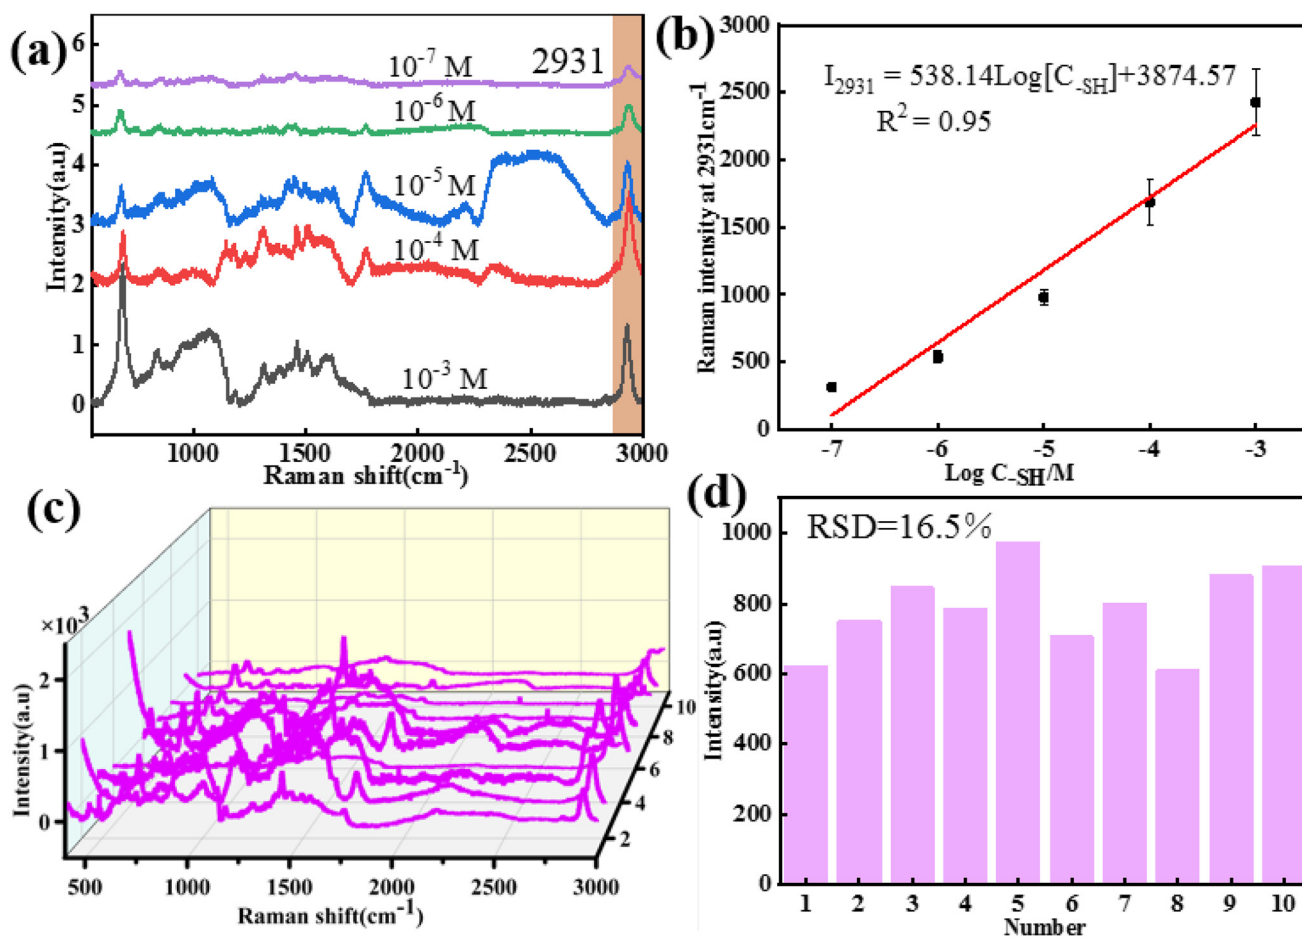 (a)
6
5
4
3
2
1
0
Intensity(a.u)
10⁻⁷ M
2931
10⁻⁶ M
10⁻⁵ M
10⁻⁴ M
10⁻³ M
1000 1500 2000 2500 3000
Raman shift(cm⁻¹)
(b)
3000
2500
2000
1500
1000
500
0
Raman intensity at 2931cm⁻¹
I₂₉₃₁ = 538.14Log[C₋SH]+3874.57
R² = 0.95
-7 -6 -5 -4 -3
Log C₋SH/M
(c)
×10³
2
1
0
Intensity(a.u)
500 1000 1500 2000 2500 3000
Raman shift(cm⁻¹)
10
8
6
4
2
(d)
1000
800
600
400
200
0
Intensity(a.u)
RSD=16.5%
1 2 3 4 5 6 7 8 9 10
Number